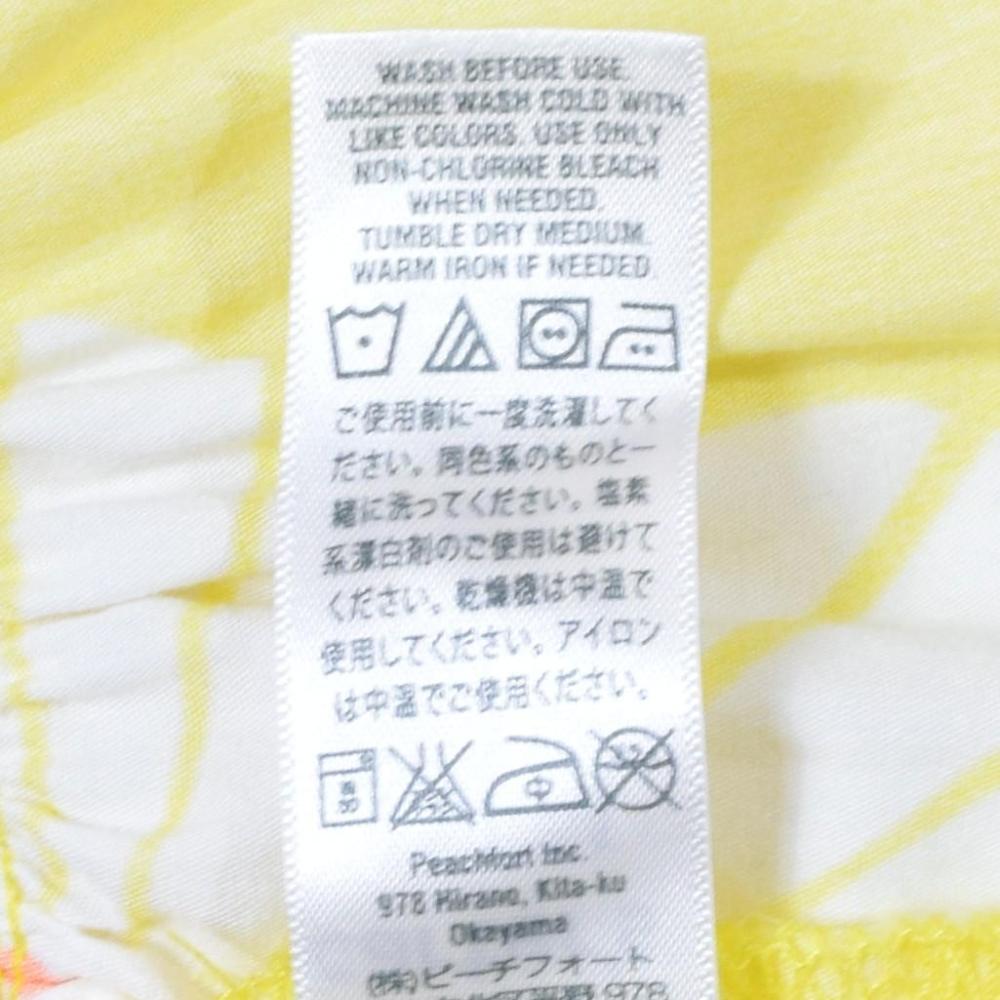 WASH BEFORE USE.
MACHINE WASH COLD WITH
LIKE COLORS. USE ONLY
NON-CHLORINE BLEACH
WHEN NEEDED.
TUMBLE DRY MEDIUM.
WARM IRON IF NEEDED
ご使用前に一度洗濯してく
ださい。同色系のものと一
緒に洗ってください。塩素
系漂白剤のご使用は避けて
ください。乾燥機は中温で
使用してください。アイロン
は中温でご使用ください。
中
Peachfort Inc.
978 Hirano, Kita-ku
Okayama
(株)ピーチフォート
978